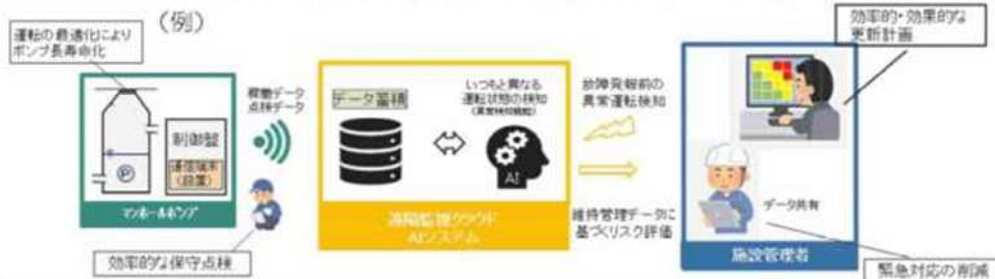 (例)
運転の最適化により
ポンプ長寿命化
制御盤
通信端末
(設置)
P
マンホールポンプ
効率的な保守点検
稼働データ
点検データ
データ蓄積
いつもと異なる
運転状態の検知
(異常検知機能)
AI
遠隔監視クラウド
AIシステム
故障発報前の
異常運転検知
維持管理データに
基づくリスク評価
効率的・効果的な
更新計画
データ共有
施設管理者
緊急対応の削減